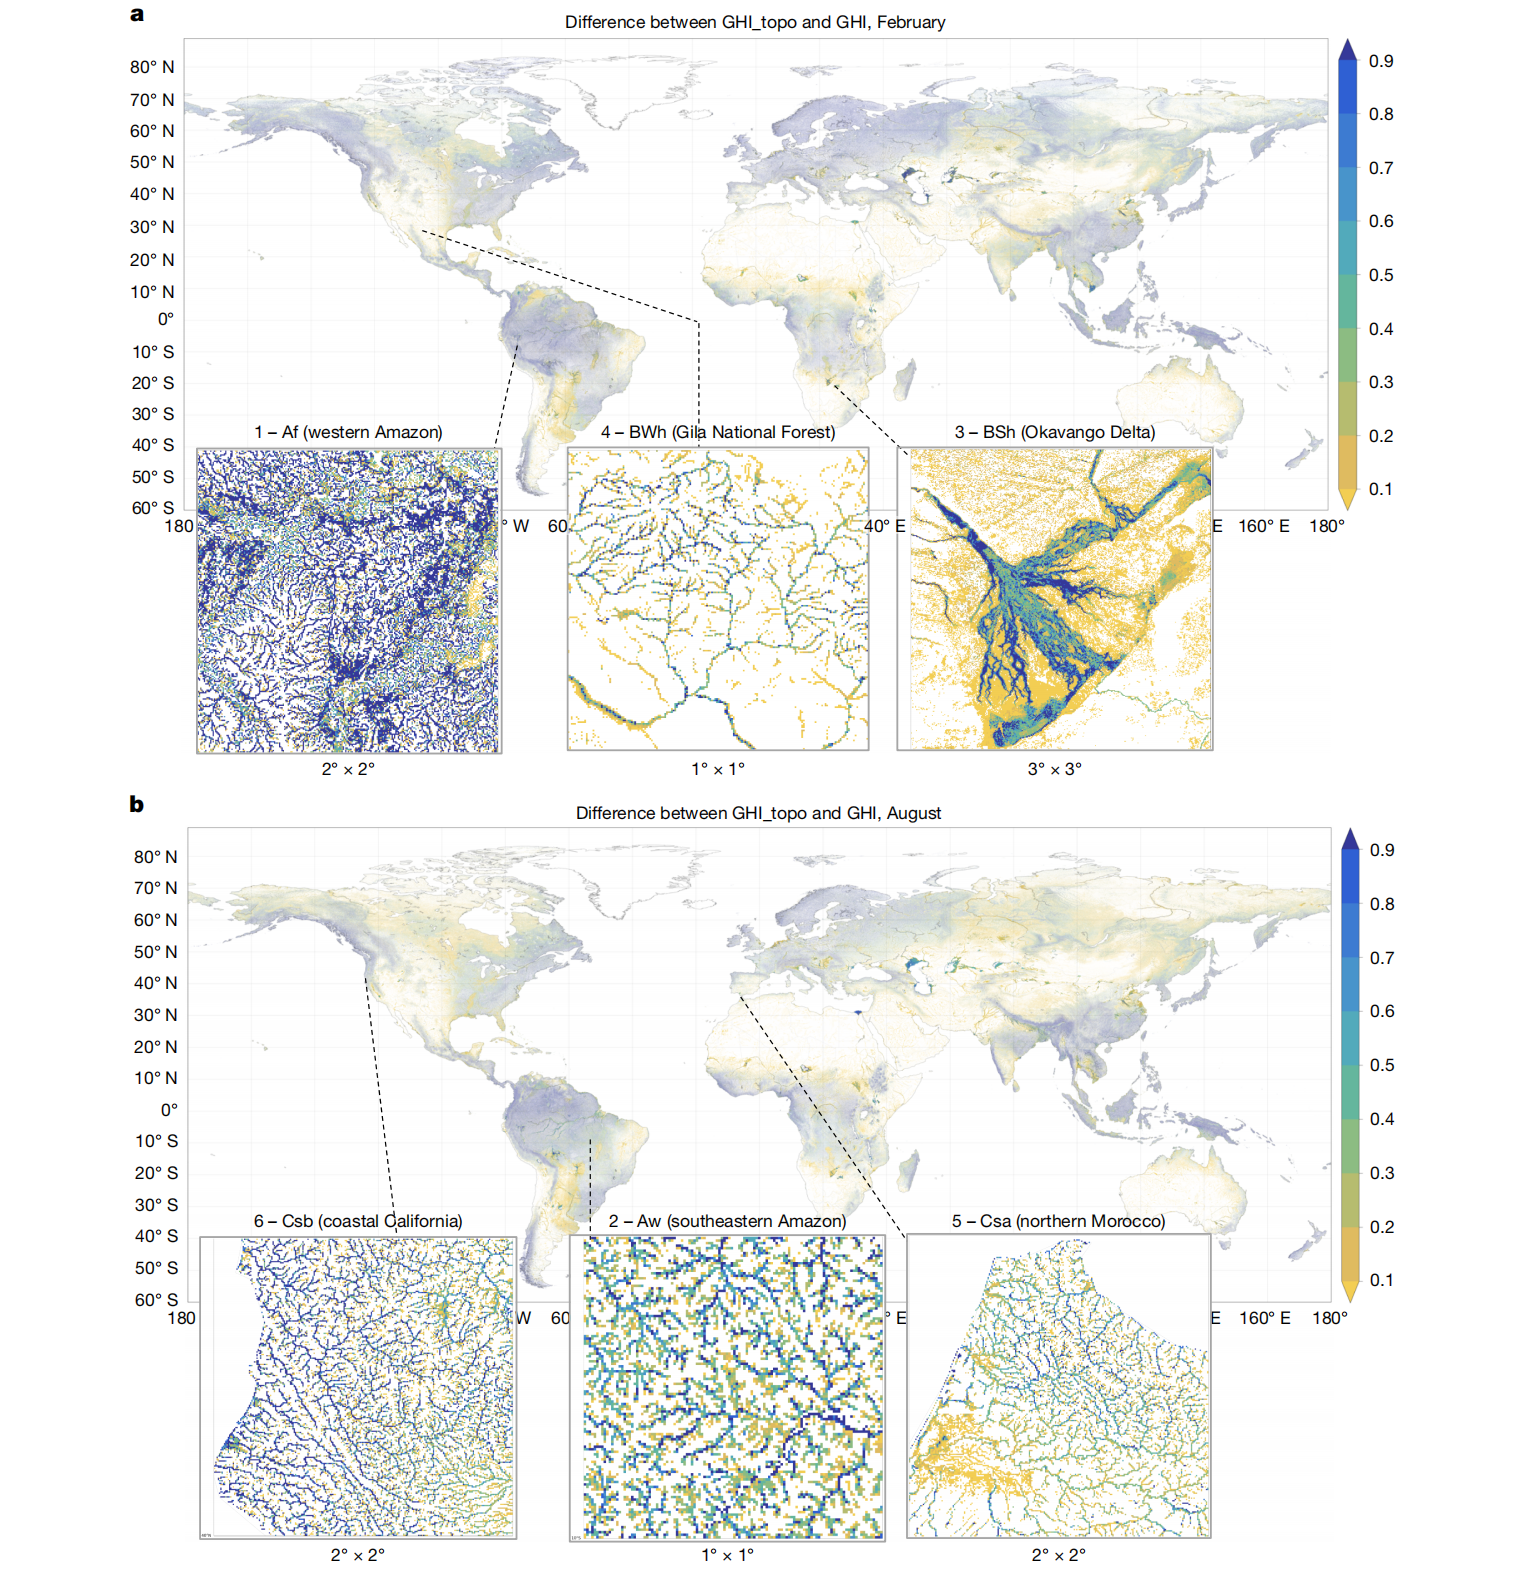 a
Difference between GHI_topo and GHI, February
80° N
70° N
60° N
50° N
40° N
30° N
20° N
10° N
0°
10° S
20° S
30° S
40° S
50° S
60° S
180
° W
60
40° E
E
160° E
180°
0.9
0.8
0.7
0.6
0.5
0.4
0.3
0.2
0.1
1 – Af (western Amazon)
4 – BWh (Gila National Forest)
3 – BSh (Okavango Delta)
2° × 2°
1° × 1°
3° × 3°
b
Difference between GHI_topo and GHI, August
80° N
70° N
60° N
50° N
40° N
30° N
20° N
10° N
0°
10° S
20° S
30° S
40° S
50° S
60° S
180
W
60
° E
E
160° E
180°
0.9
0.8
0.7
0.6
0.5
0.4
0.3
0.2
0.1
6 – Csb (coastal California)
2 – Aw (southeastern Amazon)
5 – Csa (northern Morocco)
2° × 2°
1° × 1°
2° × 2°